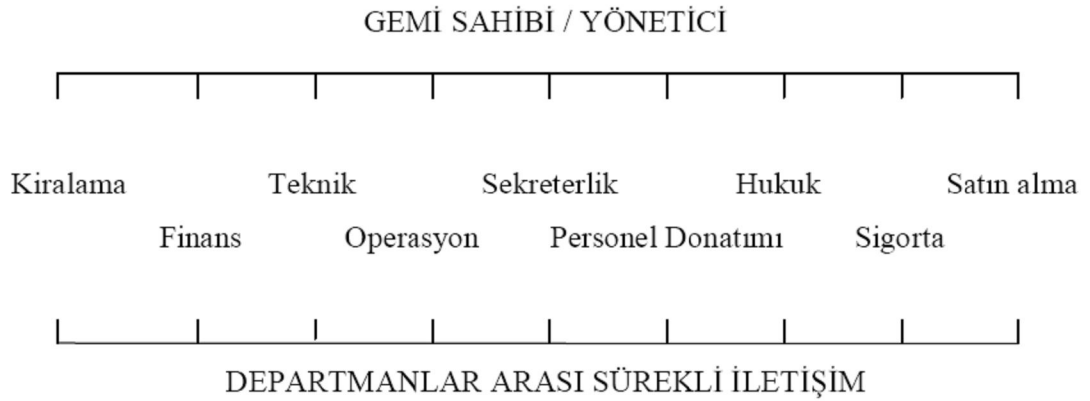 GEMİ SAHİBİ / YÖNETİCİ
Kiralama Teknik Sekreterlik Hukuk Satın alma
Finans Operasyon Personel Donatımı Sigorta
DEPARTMANLAR ARASI SÜREKLİ İLETİŞİM